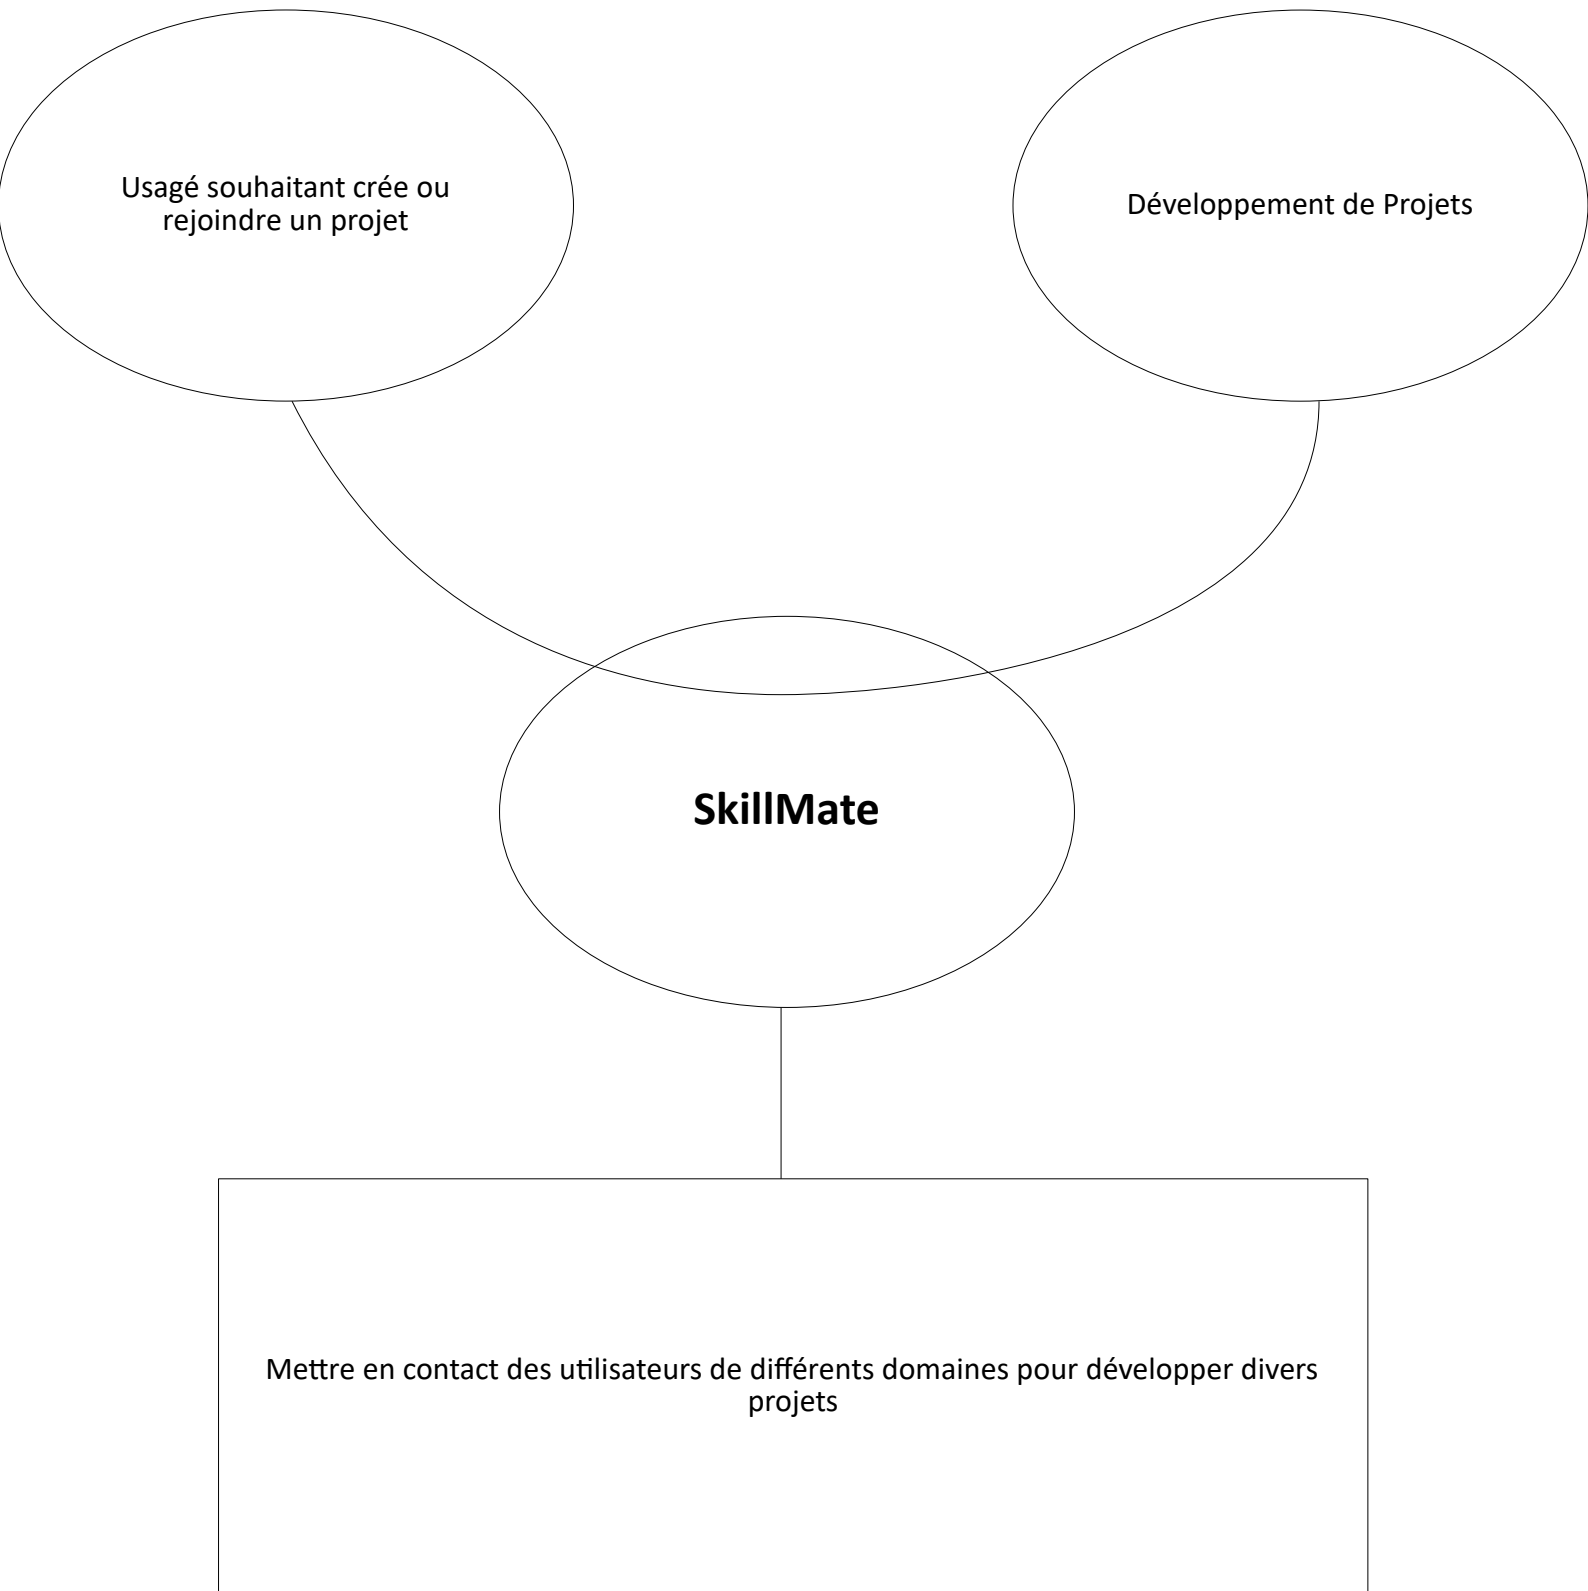 Usagé souhaitant crée ou
rejoindre un projet
Développement de Projets
SkillMate
Mettre en contact des utilisateurs de différents domaines pour développer divers
projets